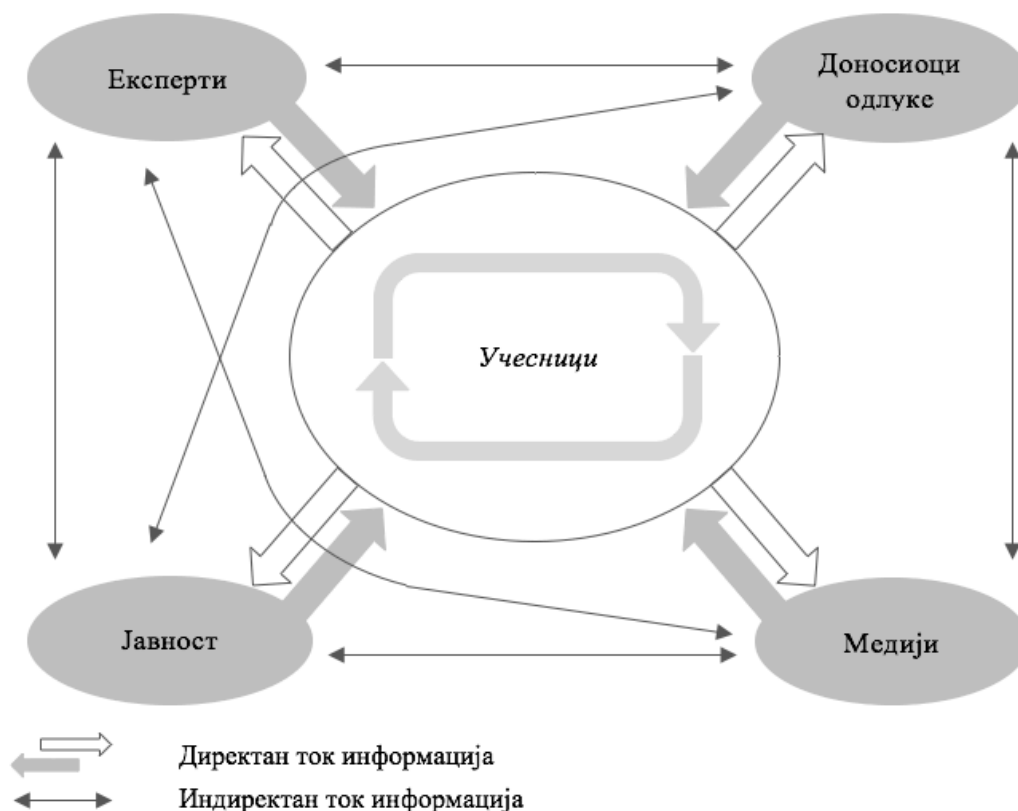 Експерти
Доносиоци
одлуке
Учесници
Јавност
Медији
Директан ток информација
Индиректан ток информација